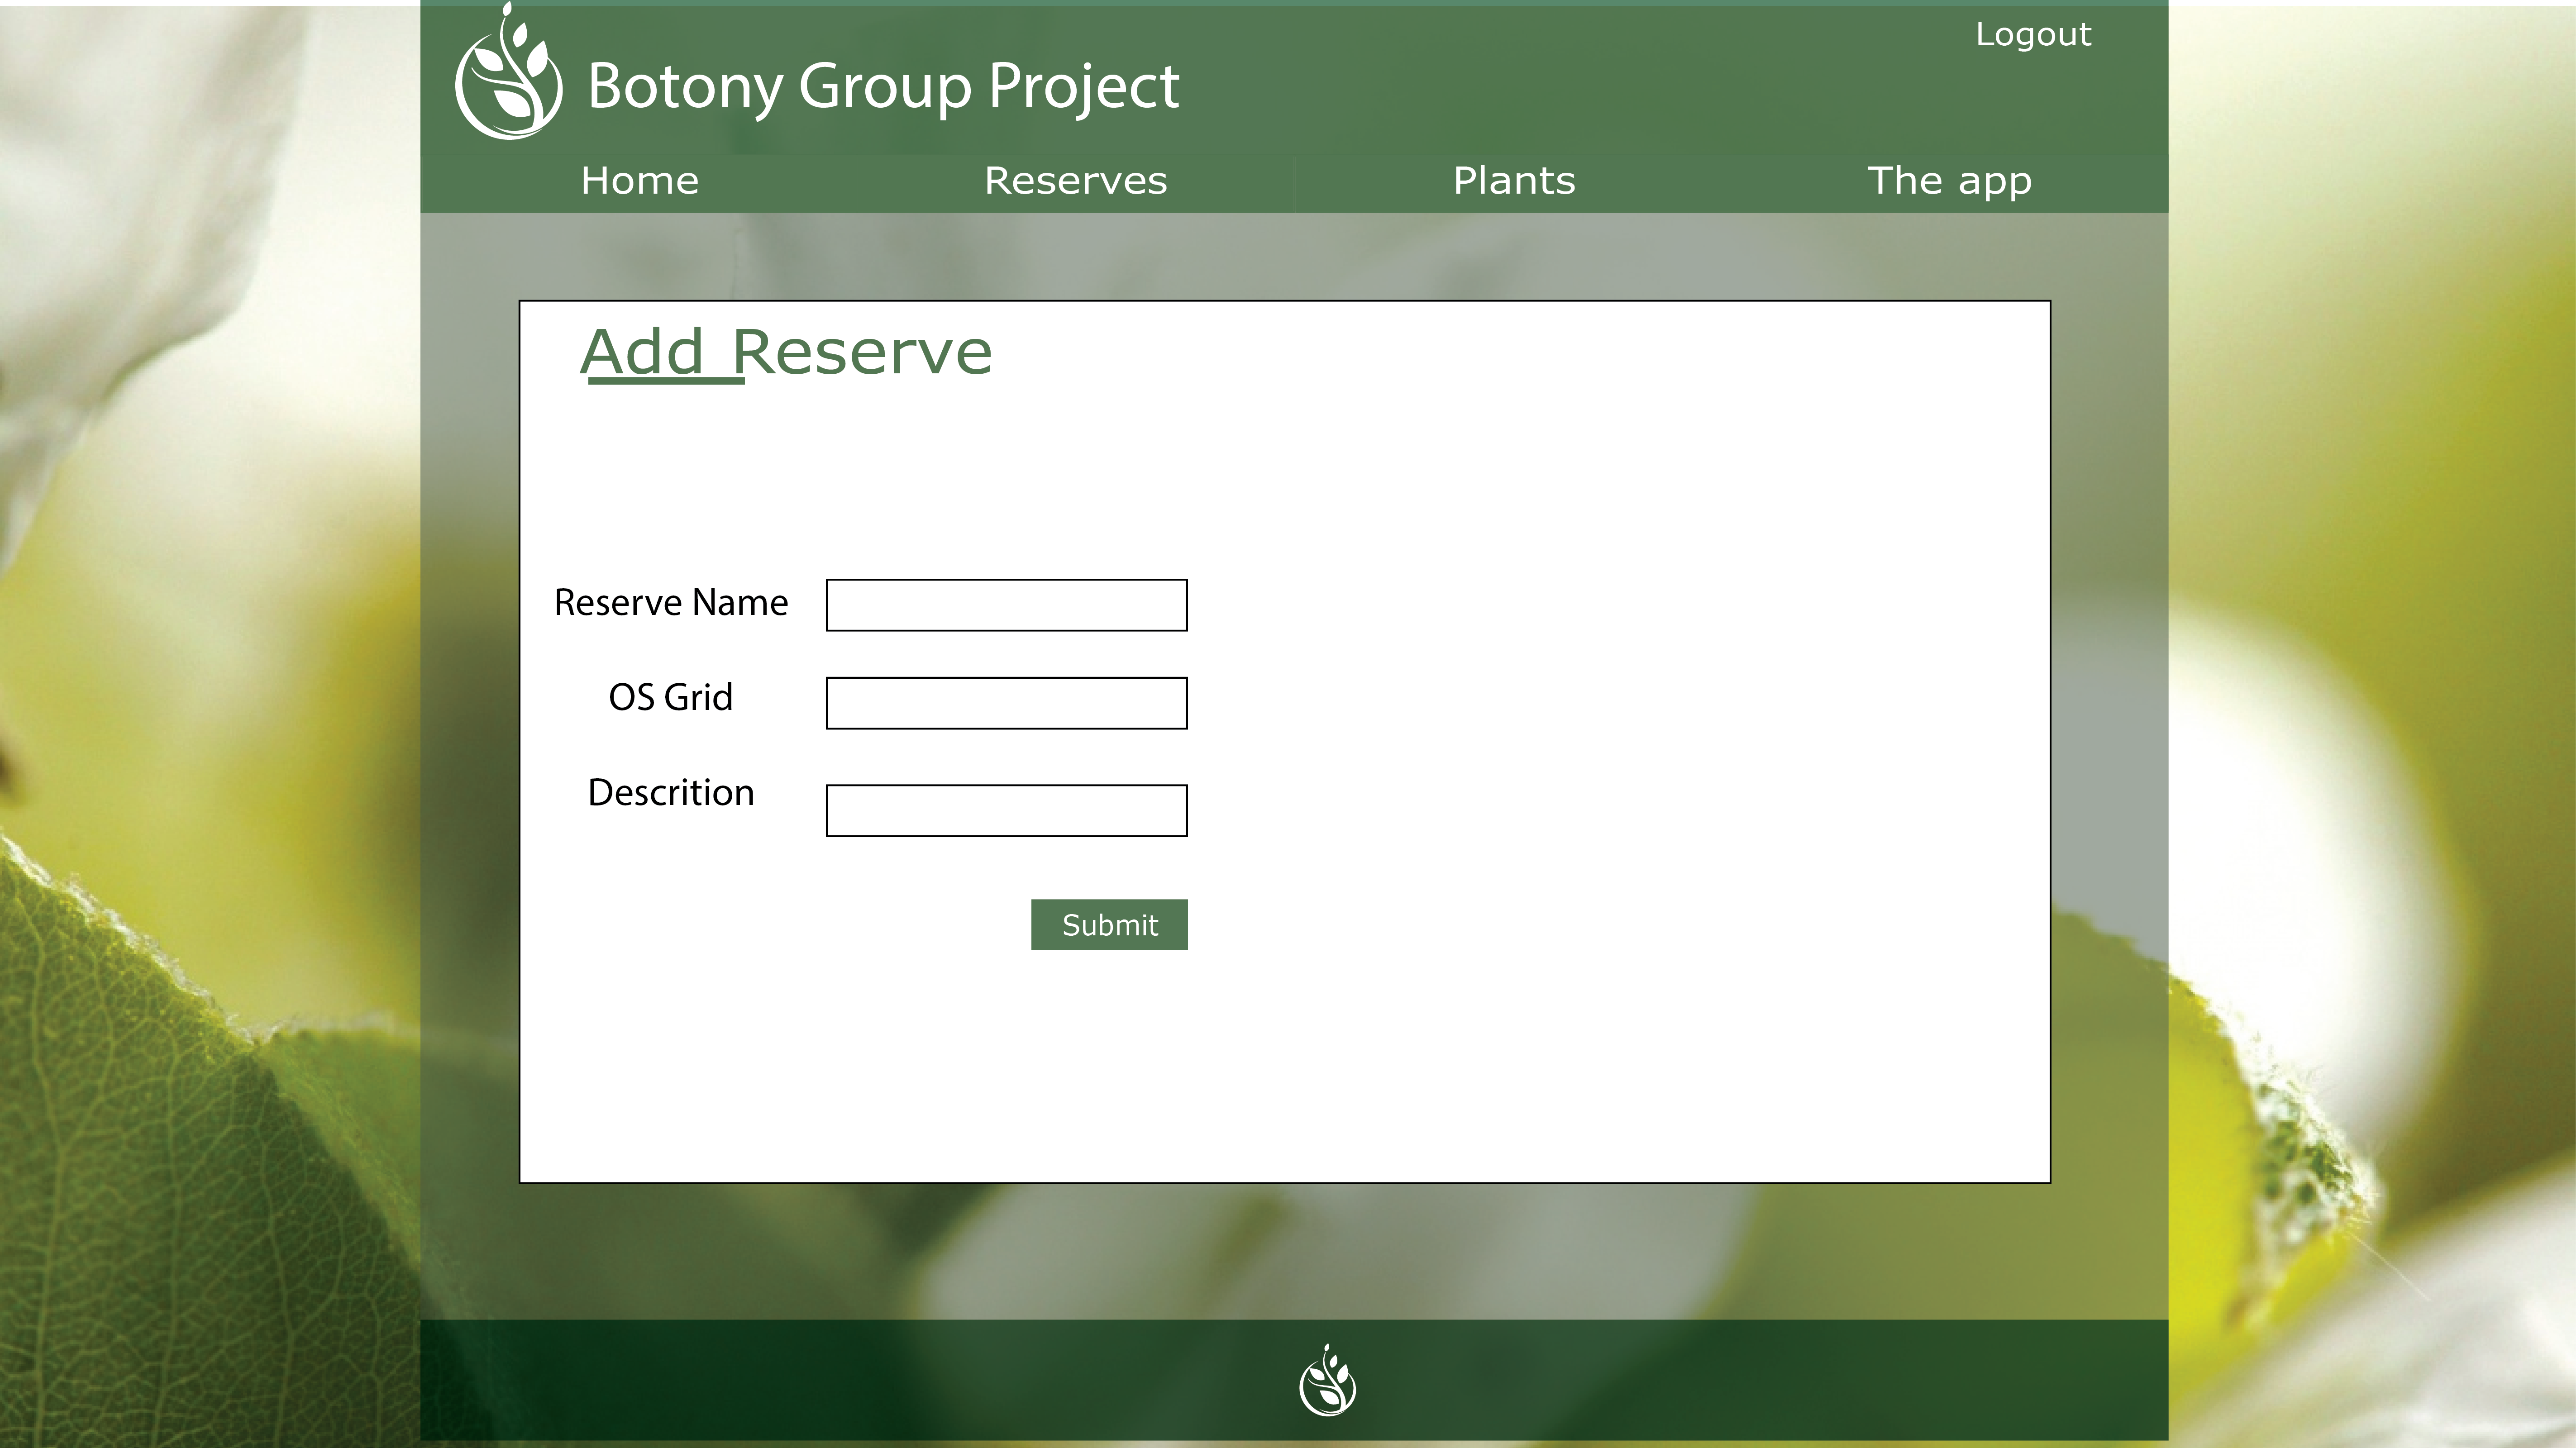 Logout
Botony Group Project
Home Reserves Plants The app
Add Reserve
Reserve Name
OS Grid
Descrition
Submit